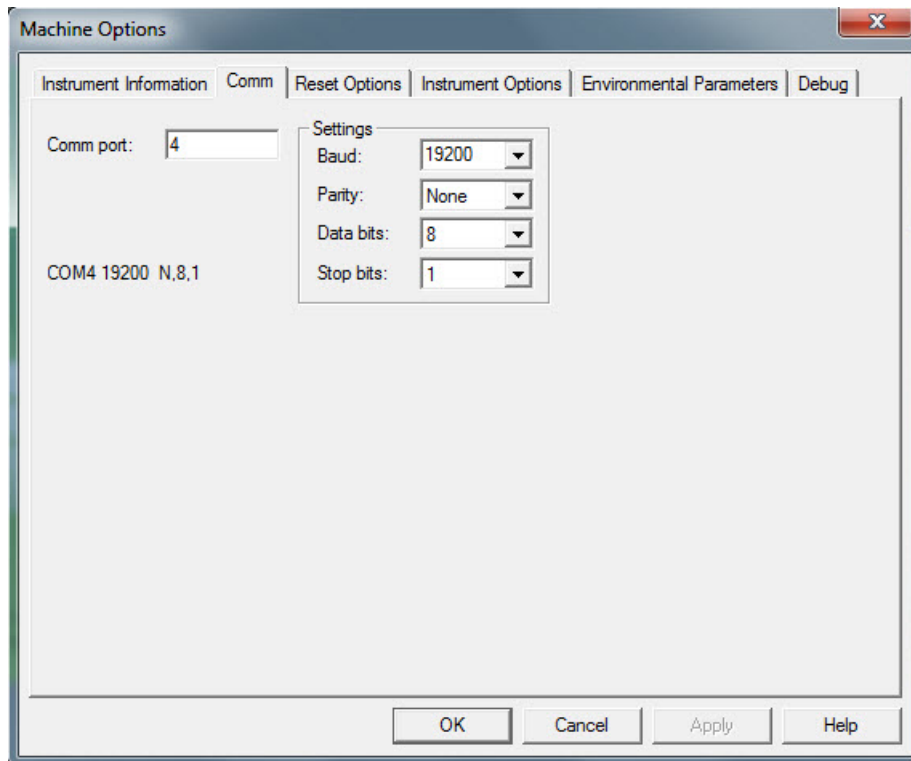 Machine Options
Instrument Information Comm Reset Options Instrument Options Environmental Parameters Debug
Comm port: 4
Settings
Baud: 19200
Parity: None
Data bits: 8
COM4 19200 N,8,1
Stop bits: 1
OK Cancel Apply Help